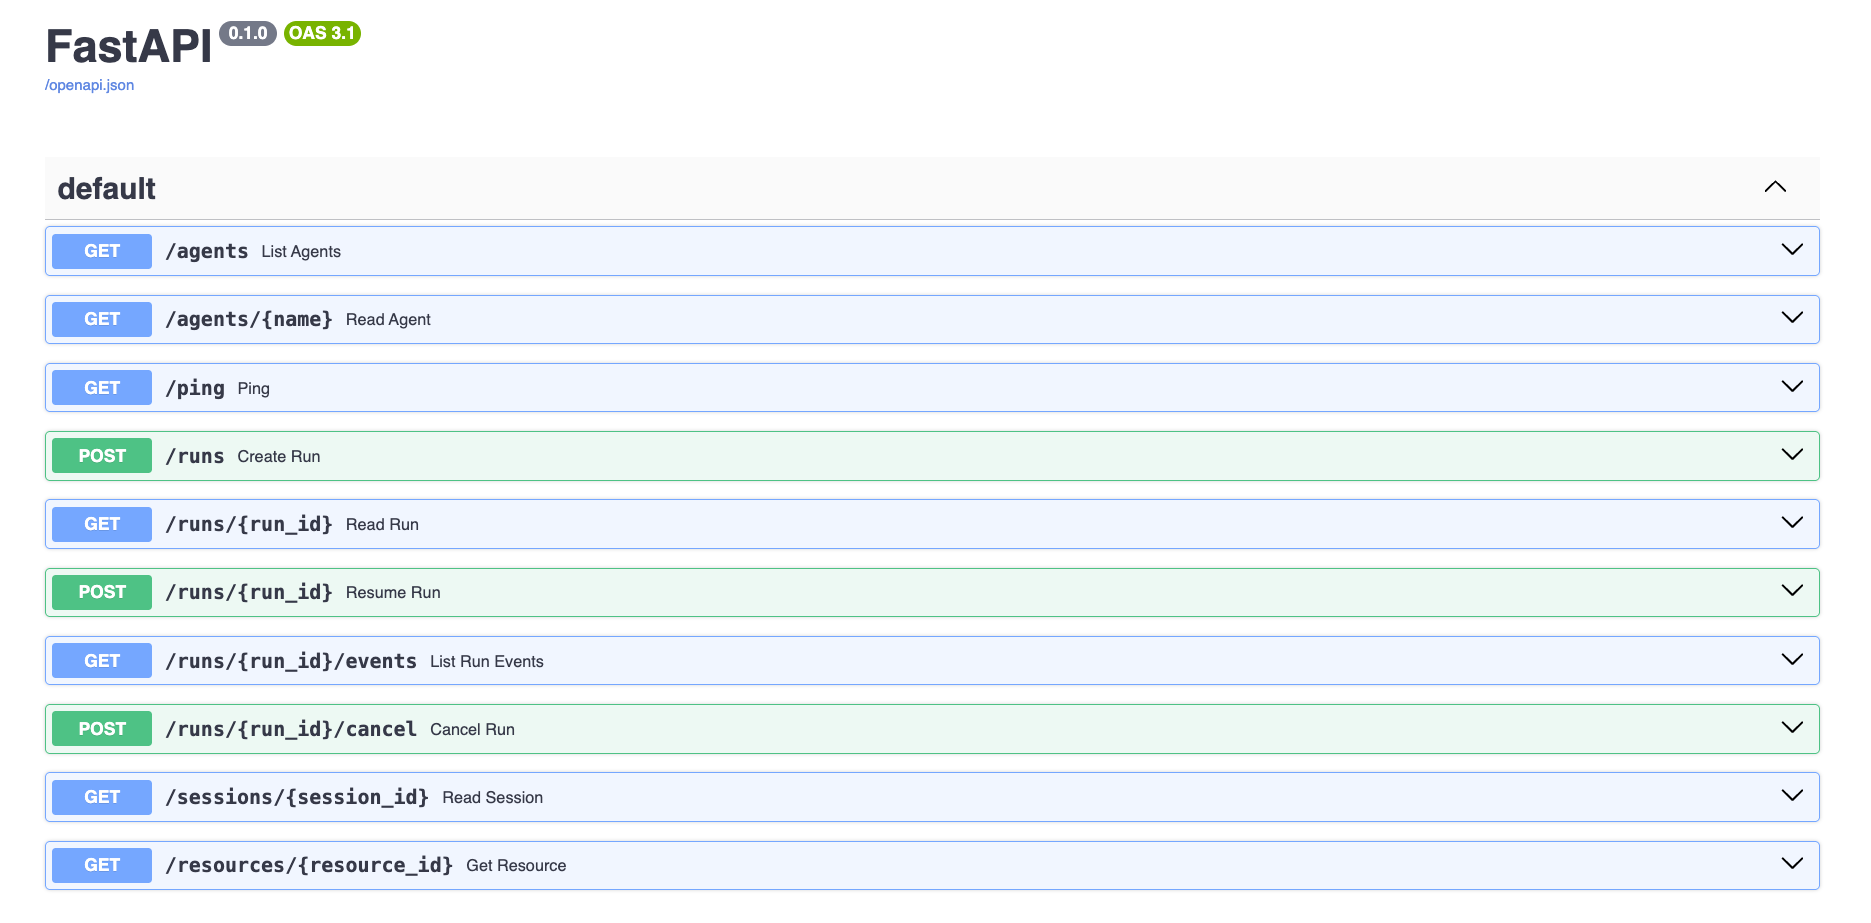 FastAPI 0.1.0 OAS 3.1
/openapi.json
default
GET /agents List Agents
GET /agents/{name} Read Agent
GET /ping Ping
POST /runs Create Run
GET /runs/{run_id} Read Run
POST /runs/{run_id} Resume Run
GET /runs/{run_id}/events List Run Events
POST /runs/{run_id}/cancel Cancel Run
GET /sessions/{session_id} Read Session
GET /resources/{resource_id} Get Resource